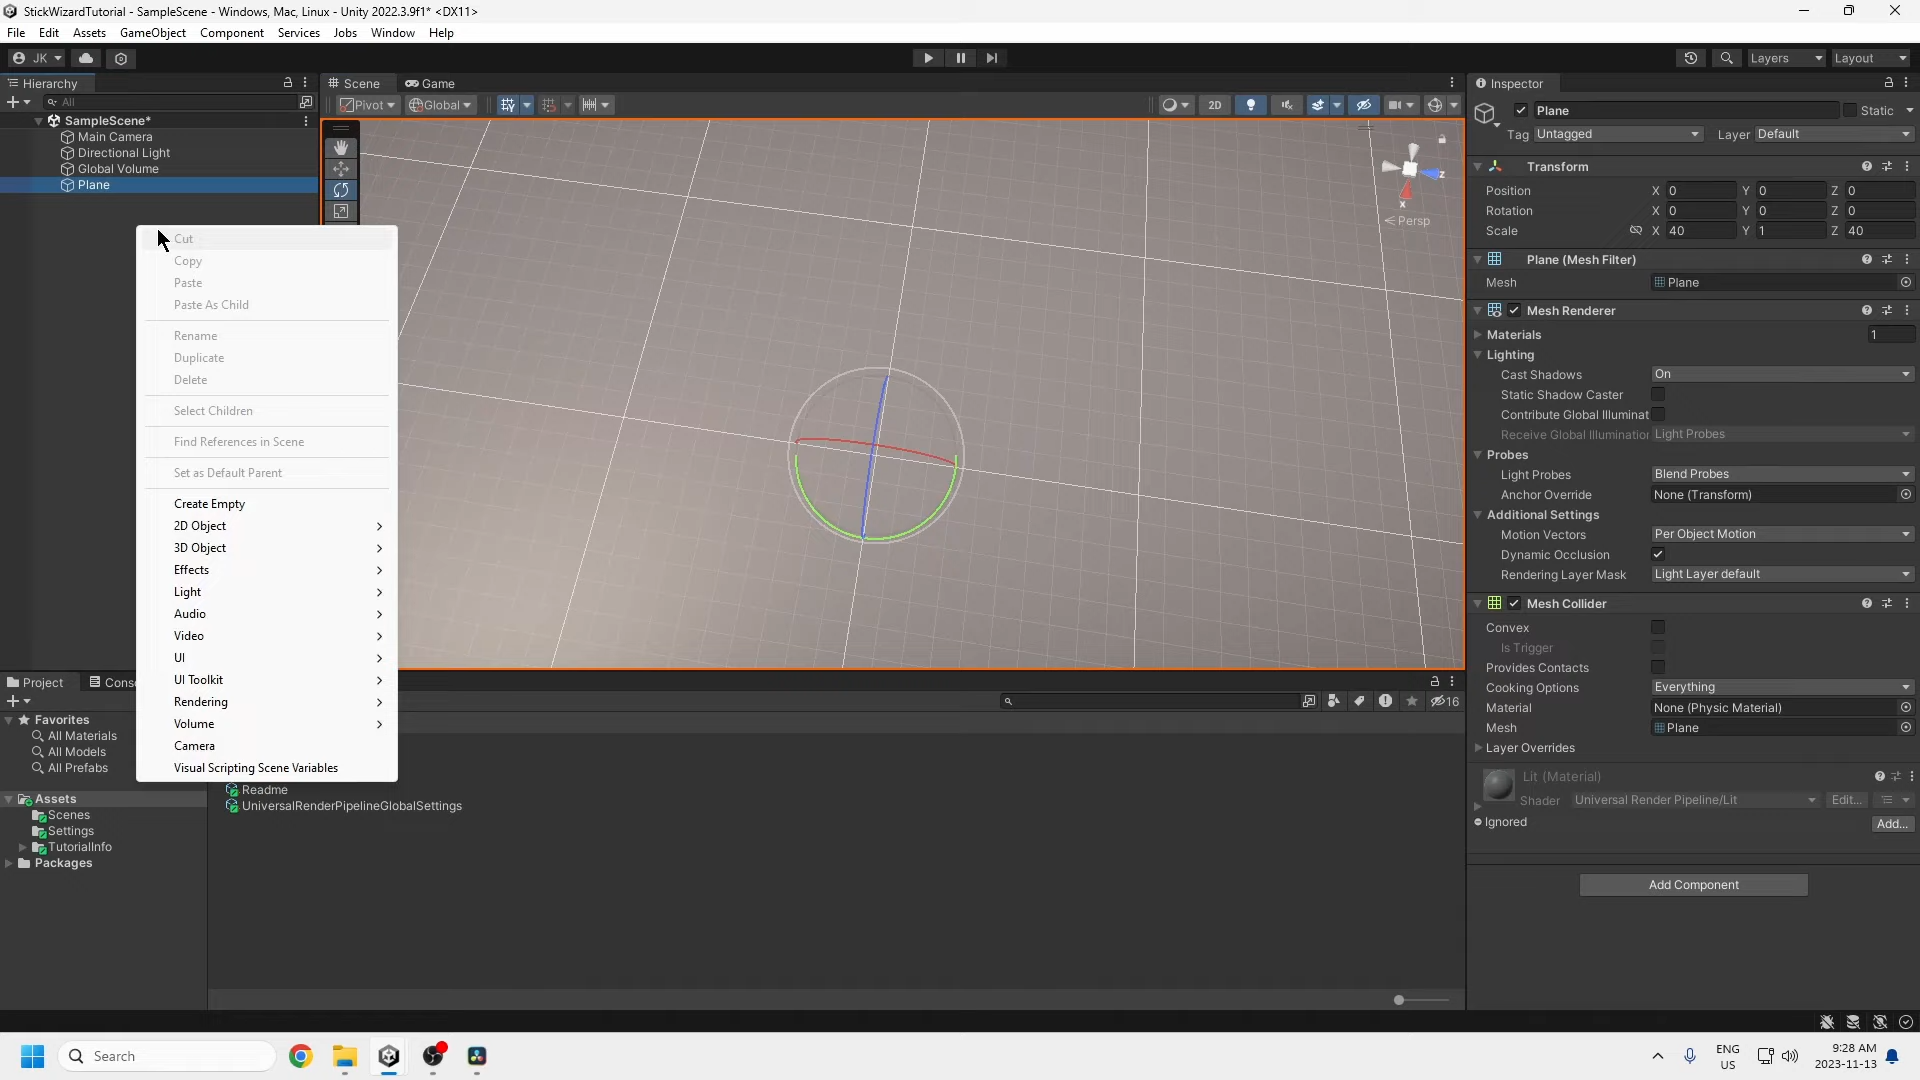 StickWizardTutorial - SampleScene - Windows, Mac, Linux - Unity 2022.3.9f1* <DX11>
File Edit Assets GameObject Component Services Jobs Window Help
JK Layers Layout
Hierarchy
All
SampleScene*
Main Camera
Directional Light
Global Volume
Plane
Cut
Copy
Paste
Paste As Child
Rename
Duplicate
Delete
Select Children
Find References in Scene
Set as Default Parent
Create Empty
2D Object
3D Object
Effects
Light
Audio
Video
UI
UI Toolkit
Rendering
Volume
Camera
Visual Scripting Scene Variables
Scene Game
Pivot Global 2D
z
x
Persp
Inspector
Plane Static
Tag Untagged Layer Default
Transform
Position X 0 Y 0 Z 0
Rotation X 0 Y 0 Z 0
Scale X 40 Y 1 Z 40
Plane (Mesh Filter)
Mesh Plane
Mesh Renderer
Materials 1
Lighting
Cast Shadows On
Static Shadow Caster
Contribute Global Illuminat
Receive Global Illumination Light Probes
Probes
Light Probes Blend Probes
Anchor Override None (Transform)
Additional Settings
Motion Vectors Per Object Motion
Dynamic Occlusion
Rendering Layer Mask Light Layer default
Mesh Collider
Convex
Is Trigger
Provides Contacts
Cooking Options Everything
Material None (Physic Material)
Mesh Plane
Layer Overrides
Lit (Material)
Shader Universal Render Pipeline/Lit Edit...
Ignored Add...
Add Component
Project Cons
16
Favorites
All Materials
All Models
All Prefabs
Assets
Scenes
Settings
TutorialInfo
Packages
Readme
UniversalRenderPipelineGlobalSettings
Search
ENG
US
9:28 AM
2023-11-13